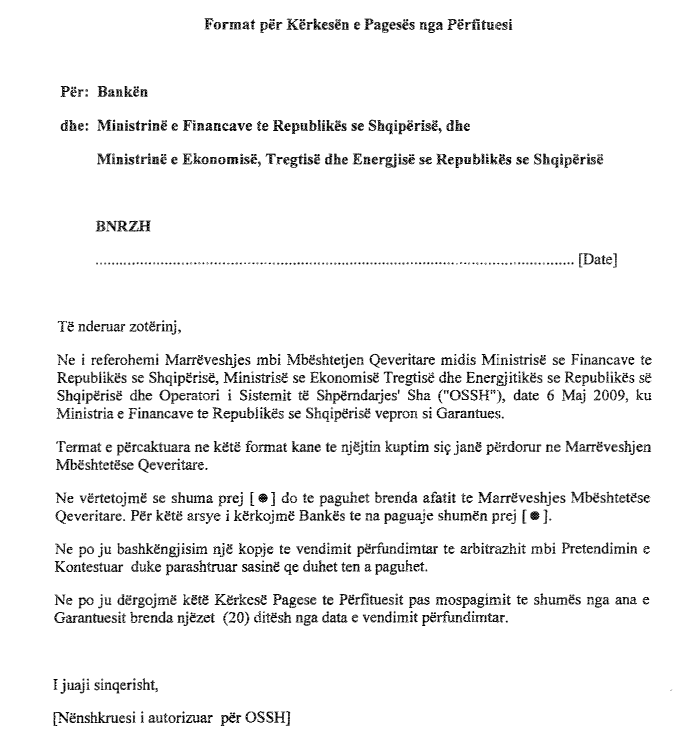 Format për Kërkesën e Pagesës nga Përfituesi
Për: Bankën
dhe: Ministrinë e Financave te Republikës se Shqipërisë, dhe
Ministrinë e Ekonomisë, Tregtisë dhe Energjisë se Republikës se Shqipërisë
BNRZH
........................................................................................................................ [Date]
Të nderuar zotërinj,
Ne i referohemi Marrëveshjes mbi Mbështetjen Qeveritare midis Ministrisë se Financave te
Republikës se Shqipërisë, Ministrisë se Ekonomisë Tregtisë dhe Energjitikës se Republikës së
Shqipërisë dhe Operatori i Sistemit të Shpërndarjes' Sha ("OSSH"), date 6 Maj 2009, ku
Ministria e Financave te Republikës se Shqipërisë vepron si Garantues.
Termat e përcaktuara ne këtë format kane te njëjtin kuptim siç janë përdorur ne Marrëveshjen
Mbështetëse Qeveritare.
Ne vërtetojmë se shuma prej [ ● ] do te paguhet brenda afatit te Marrëveshjes Mbështetëse
Qeveritare. Për këtë arsye i kërkojmë Bankës te na paguaje shumën prej [ ● ].
Ne po ju bashkëngjisim një kopje te vendimit përfundimtar te arbitrazhit mbi Pretendimin e
Kontestuar duke parashtruar sasinë qe duhet ten a paguhet.
Ne po ju dërgojmë këtë Kërkesë Pagese te Përfituesit pas mospagimit te shumës nga ana e
Garantuesit brenda njëzet (20) ditësh nga data e vendimit përfundimtar.
I juaji sinqerisht,
[Nënshkruesi i autorizuar për OSSH]